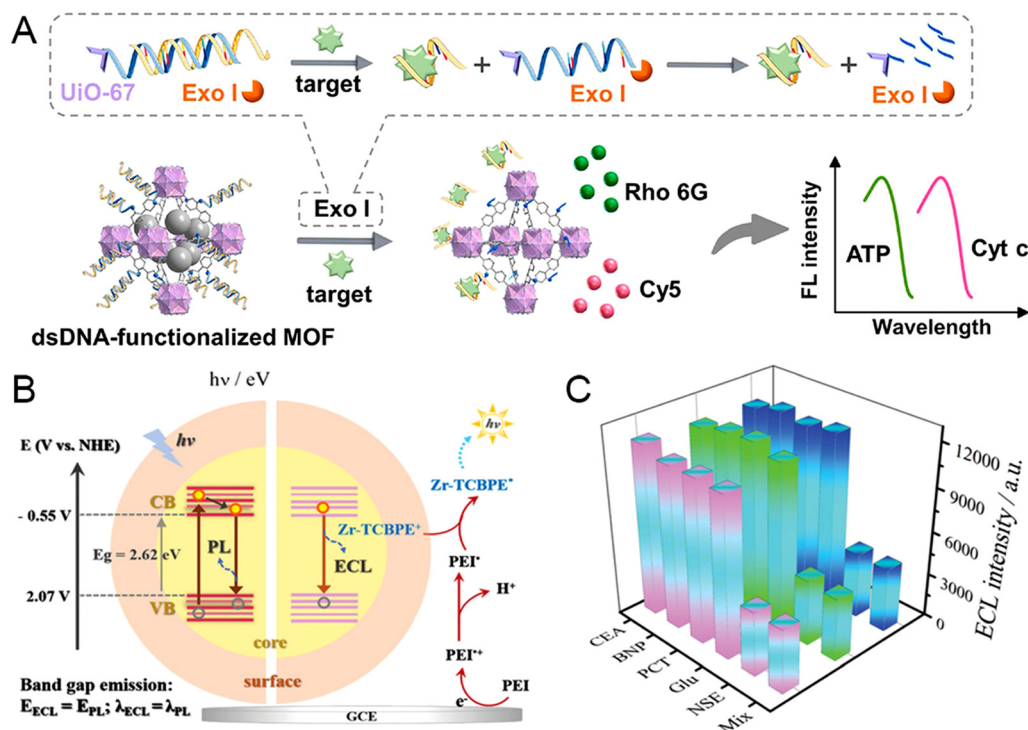 A
UiO-67
Exo I
target
+
Exo I
+
Exo I
Exo I
target
dsDNA-functionalized MOF
Rho 6G
Cy5
FL intensity
ATP
Cyt c
Wavelength
B
hν / eV
E (V vs. NHE)
hν
CB
- 0.55 V
Eg = 2.62 eV
PL
2.07 V
VB
core
surface
Band gap emission:
E_ECL = E_PL; λ_ECL = λ_PL
ECL
Zr-TCBPE⁺
hν
Zr-TCBPE*
PEI•
H⁺
PEI•⁺
e⁻
PEI
GCE
C
12000
9000
6000
3000
0
ECL intensity / a.u.
CEA
BNP
PCT
Glu
NSE
Mix